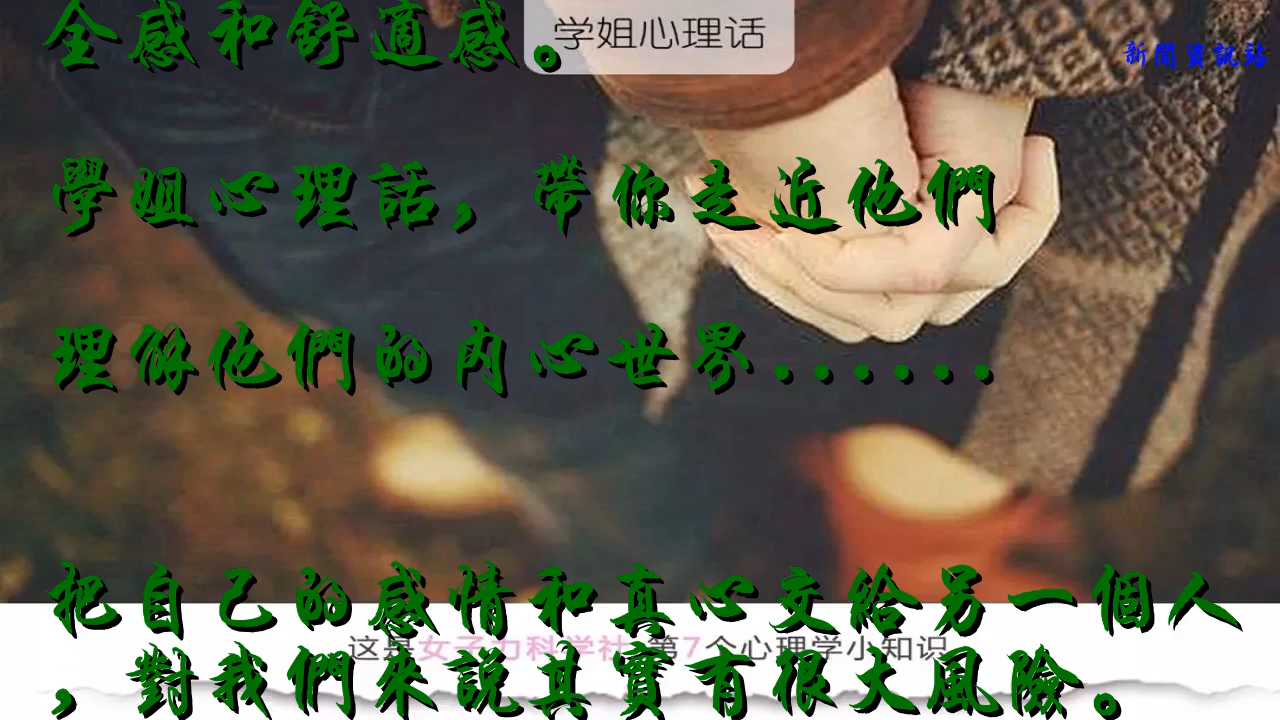 全感和舒適感。
学姐心理话
新聞資訊站
學姐心理話，帶你走近他們
理解他們的內心世界......
把自己的感情和真心交給另一個人
这是女子力科学社 第7个心理学小知识
，對我們來說其實有很大風險。